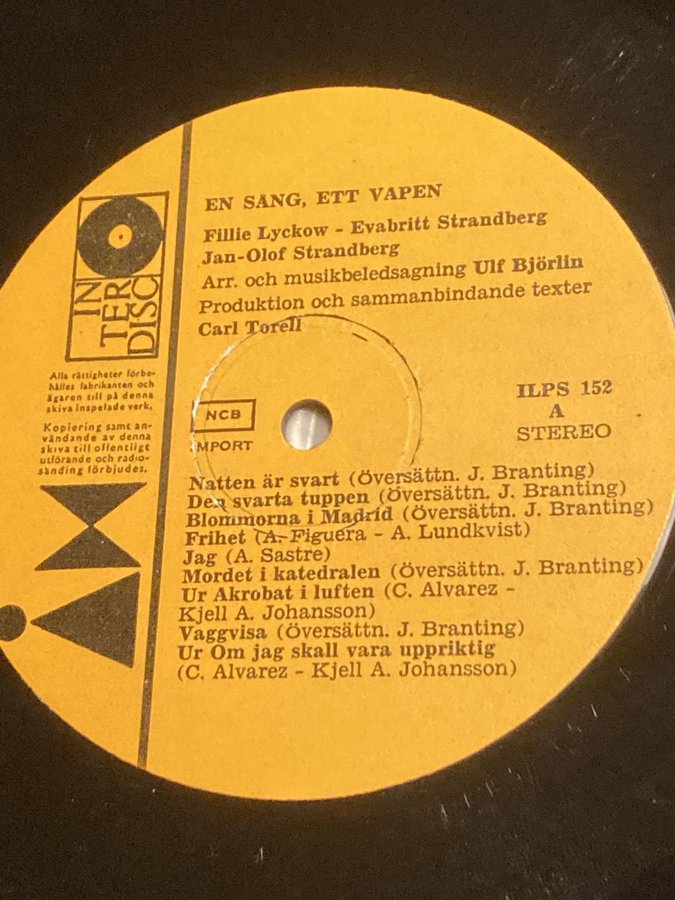 EN SÅNG, ETT VAPEN
Fillie Lyckow - Evabritt Strandberg
Jan-Olof Strandberg
Arr. och musikbeledsagning Ulf Björlin
Produktion och sammanbindande texter
Carl Torell
IN
TER
DISC
Alla rättigheter förbe-
hålles fabrikanten och
ägaren till på denna
skiva inspelade verk.
Kopiering samt an-
vändande av denna
skiva till offentligt
utförande och radio-
sänding förbjudes.
NCB
IMPORT
ILPS 152
A
STEREO
Natten är svart (Översättn. J. Branting)
Den svarta tuppen (Översättn. J. Branting)
Blommorna i Madrid (Översättn. J. Branting)
Frihet (A. Figuera - A. Lundkvist)
Jag (A. Sastre)
Mordet i katedralen (Översättn. J. Branting)
Ur Akrobat i luften (C. Alvarez -
Kjell A. Johansson)
Vaggvisa (Översättn. J. Branting)
Ur Om jag skall vara uppriktig
(C. Alvarez - Kjell A. Johansson)